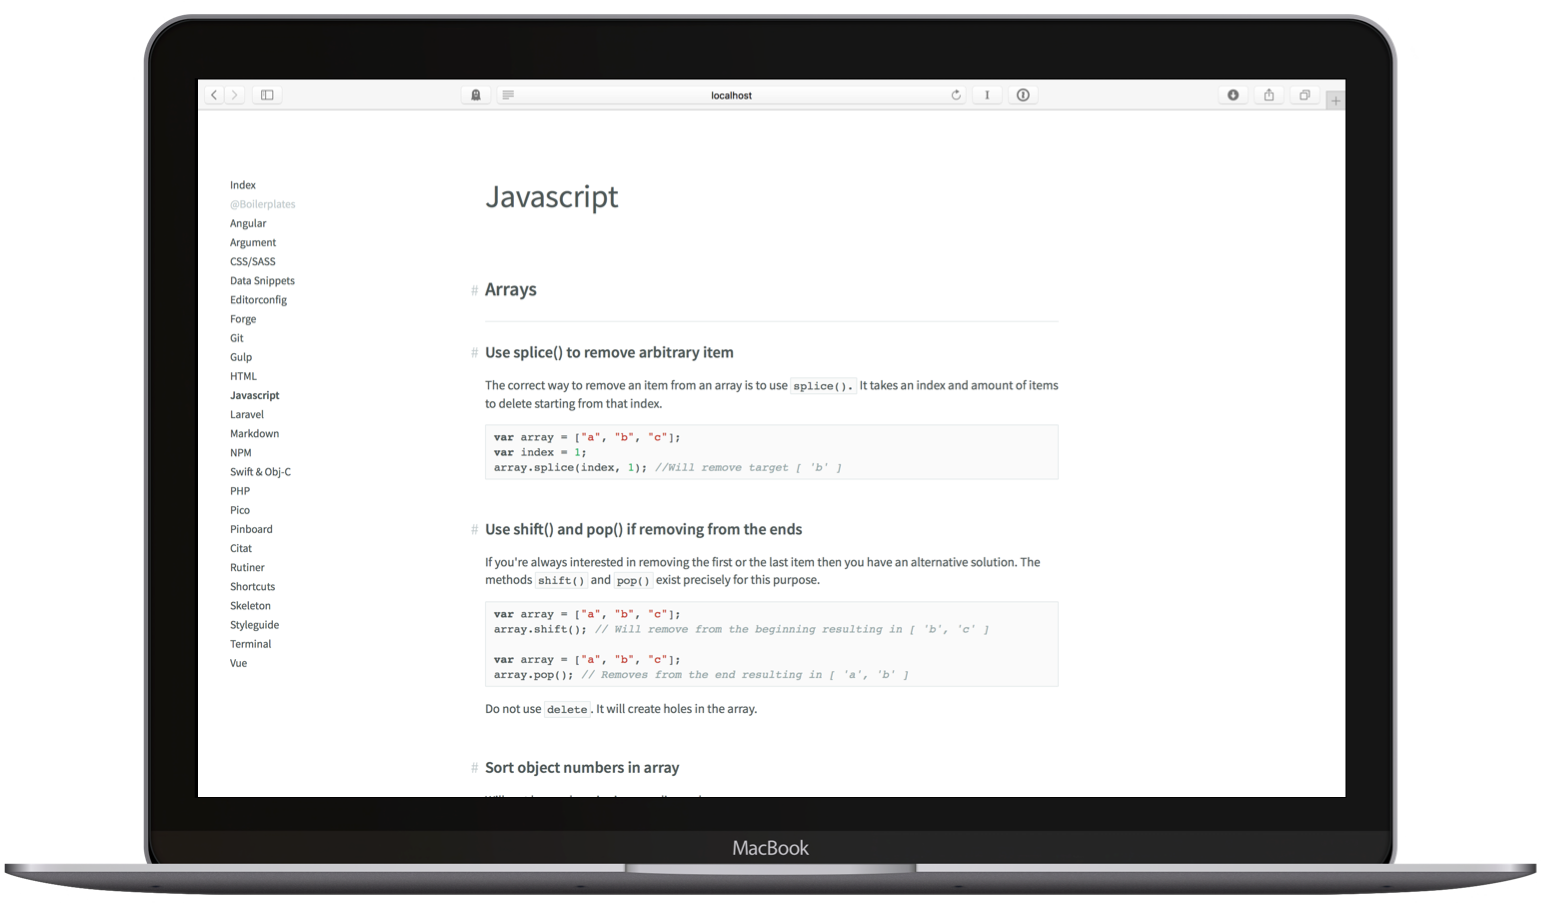 localhost
Index
@Boilerplates
Angular
Argument
CSS/SASS
Data Snippets
Editorconfig
Forge
Git
Gulp
HTML
Javascript
Laravel
Markdown
NPM
Swift & Obj-C
PHP
Pico
Pinboard
Citat
Rutiner
Shortcuts
Skeleton
Styleguide
Terminal
Vue
Javascript
# Arrays
# Use splice() to remove arbitrary item
The correct way to remove an item from an array is to use splice(). It takes an index and amount of items
to delete starting from that index.
var array = ["a", "b", "c"];
var index = 1;
array.splice(index, 1); //Will remove target [ 'b' ]
# Use shift() and pop() if removing from the ends
If you're always interested in removing the first or the last item then you have an alternative solution. The
methods shift() and pop() exist precisely for this purpose.
var array = ["a", "b", "c"];
array.shift(); // Will remove from the beginning resulting in [ 'b', 'c' ]
var array = ["a", "b", "c"];
array.pop(); // Removes from the end resulting in [ 'a', 'b' ]
Do not use delete. It will create holes in the array.
# Sort object numbers in array
MacBook